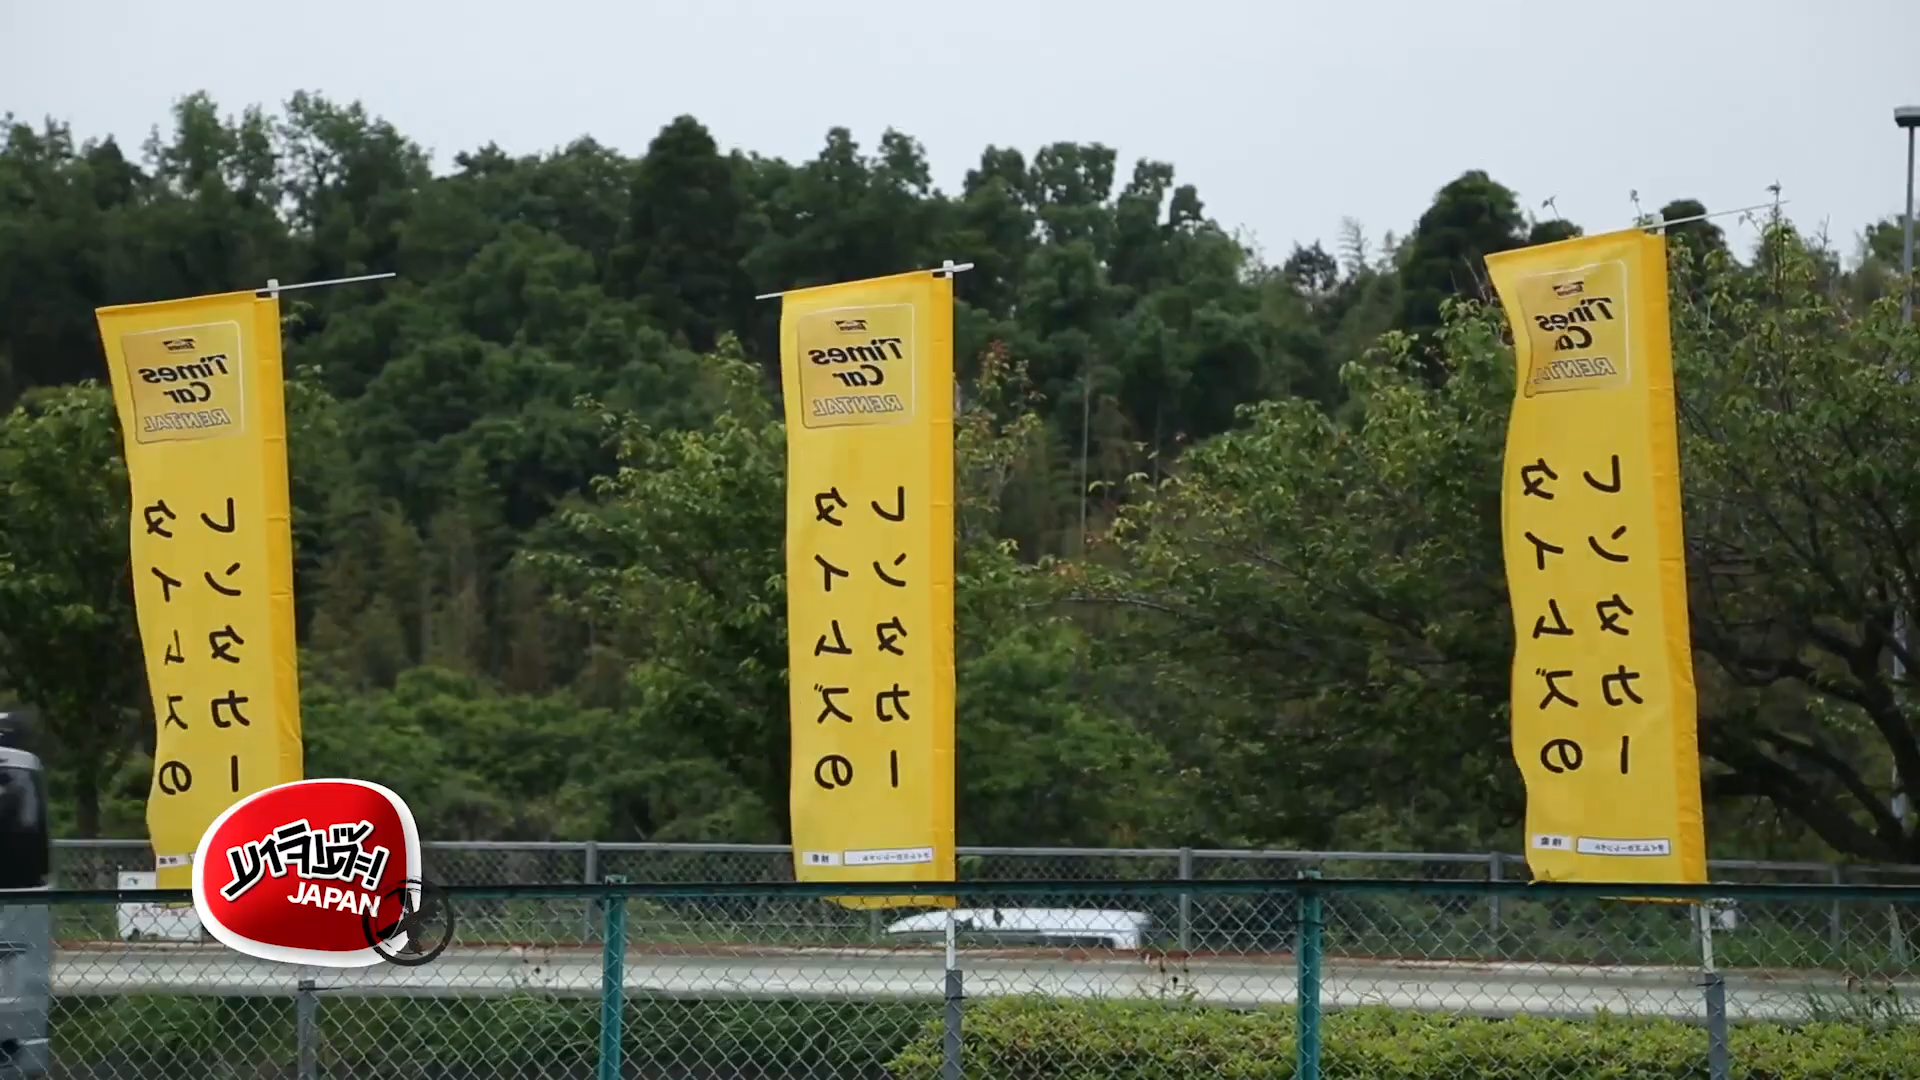 Times
Car
RENTAL
タイムズの
レンタカー
Times
Car
RENTAL
タイムズの
レンタカー
Times
Car
RENTAL
タイムズの
レンタカー
JAPAN